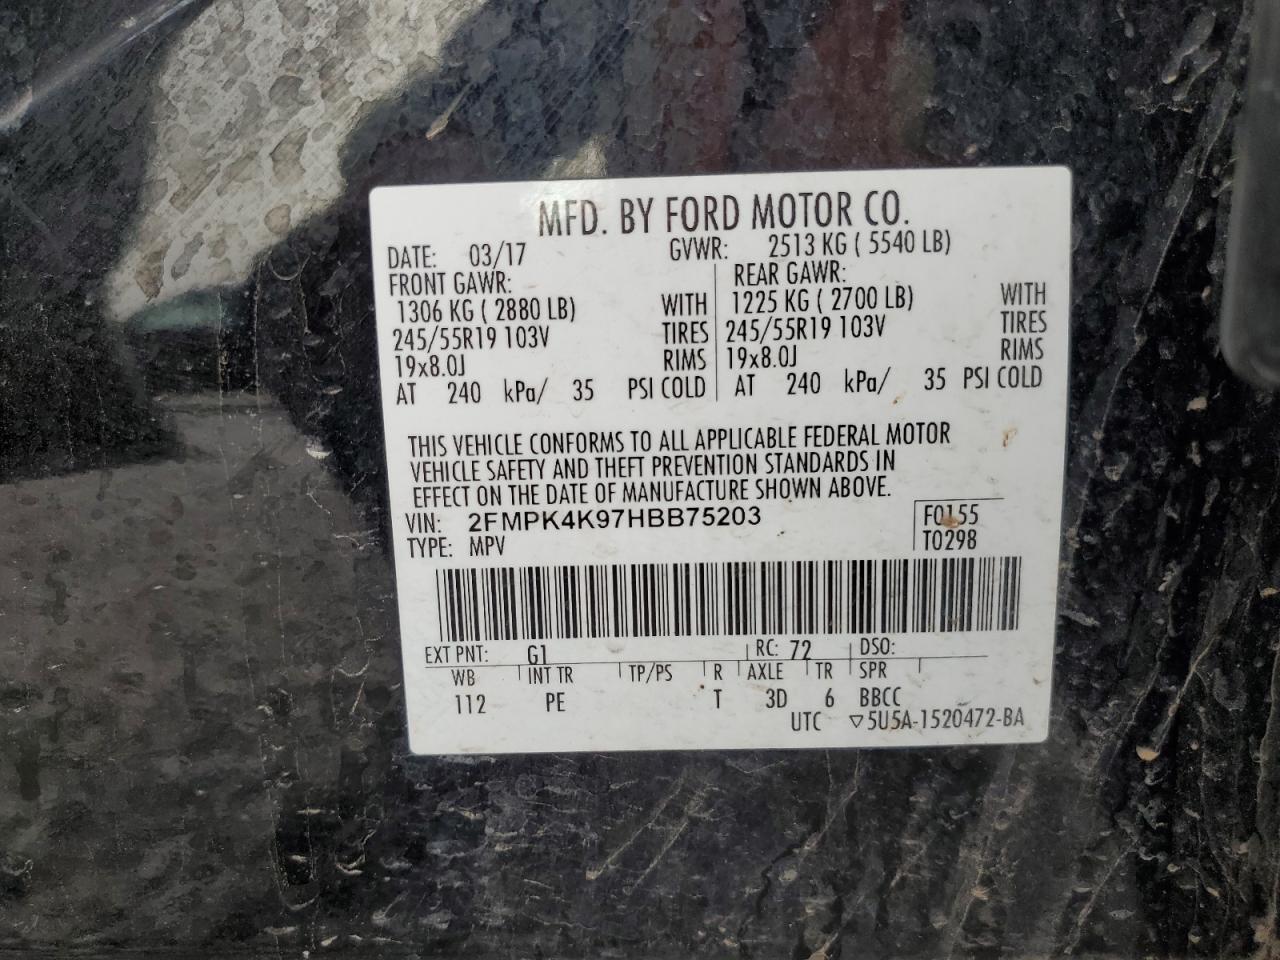 MFD. BY FORD MOTOR CO.
DATE: 03/17 GVWR: 2513 KG ( 5540 LB)
FRONT GAWR: REAR GAWR:
1306 KG ( 2880 LB) WITH 1225 KG ( 2700 LB) WITH
245/55R19 103V TIRES 245/55R19 103V TIRES
19x8.0J RIMS 19x8.0J RIMS
AT 240 kPa/ 35 PSI COLD AT 240 kPa/ 35 PSI COLD
THIS VEHICLE CONFORMS TO ALL APPLICABLE FEDERAL MOTOR
VEHICLE SAFETY AND THEFT PREVENTION STANDARDS IN
EFFECT ON THE DATE OF MANUFACTURE SHOWN ABOVE.
VIN: 2FMPK4K97HBB75203 F0155
TYPE: MPV T0298
EXT PNT: G1 RC: 72 DSO:
WB INT TR TP/PS R AXLE TR SPR
112 PE T 3D 6 BBCC
UTC ▽5U5A-1520472-BA